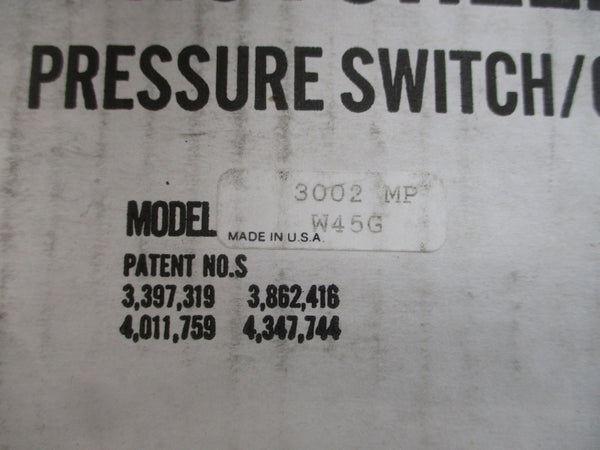 PRESSURE SWITCH/
3002 MP
MODEL W45G
MADE IN U.S.A.
PATENT NO.S
3,397,319 3,862,416
4,011,759 4,347,744